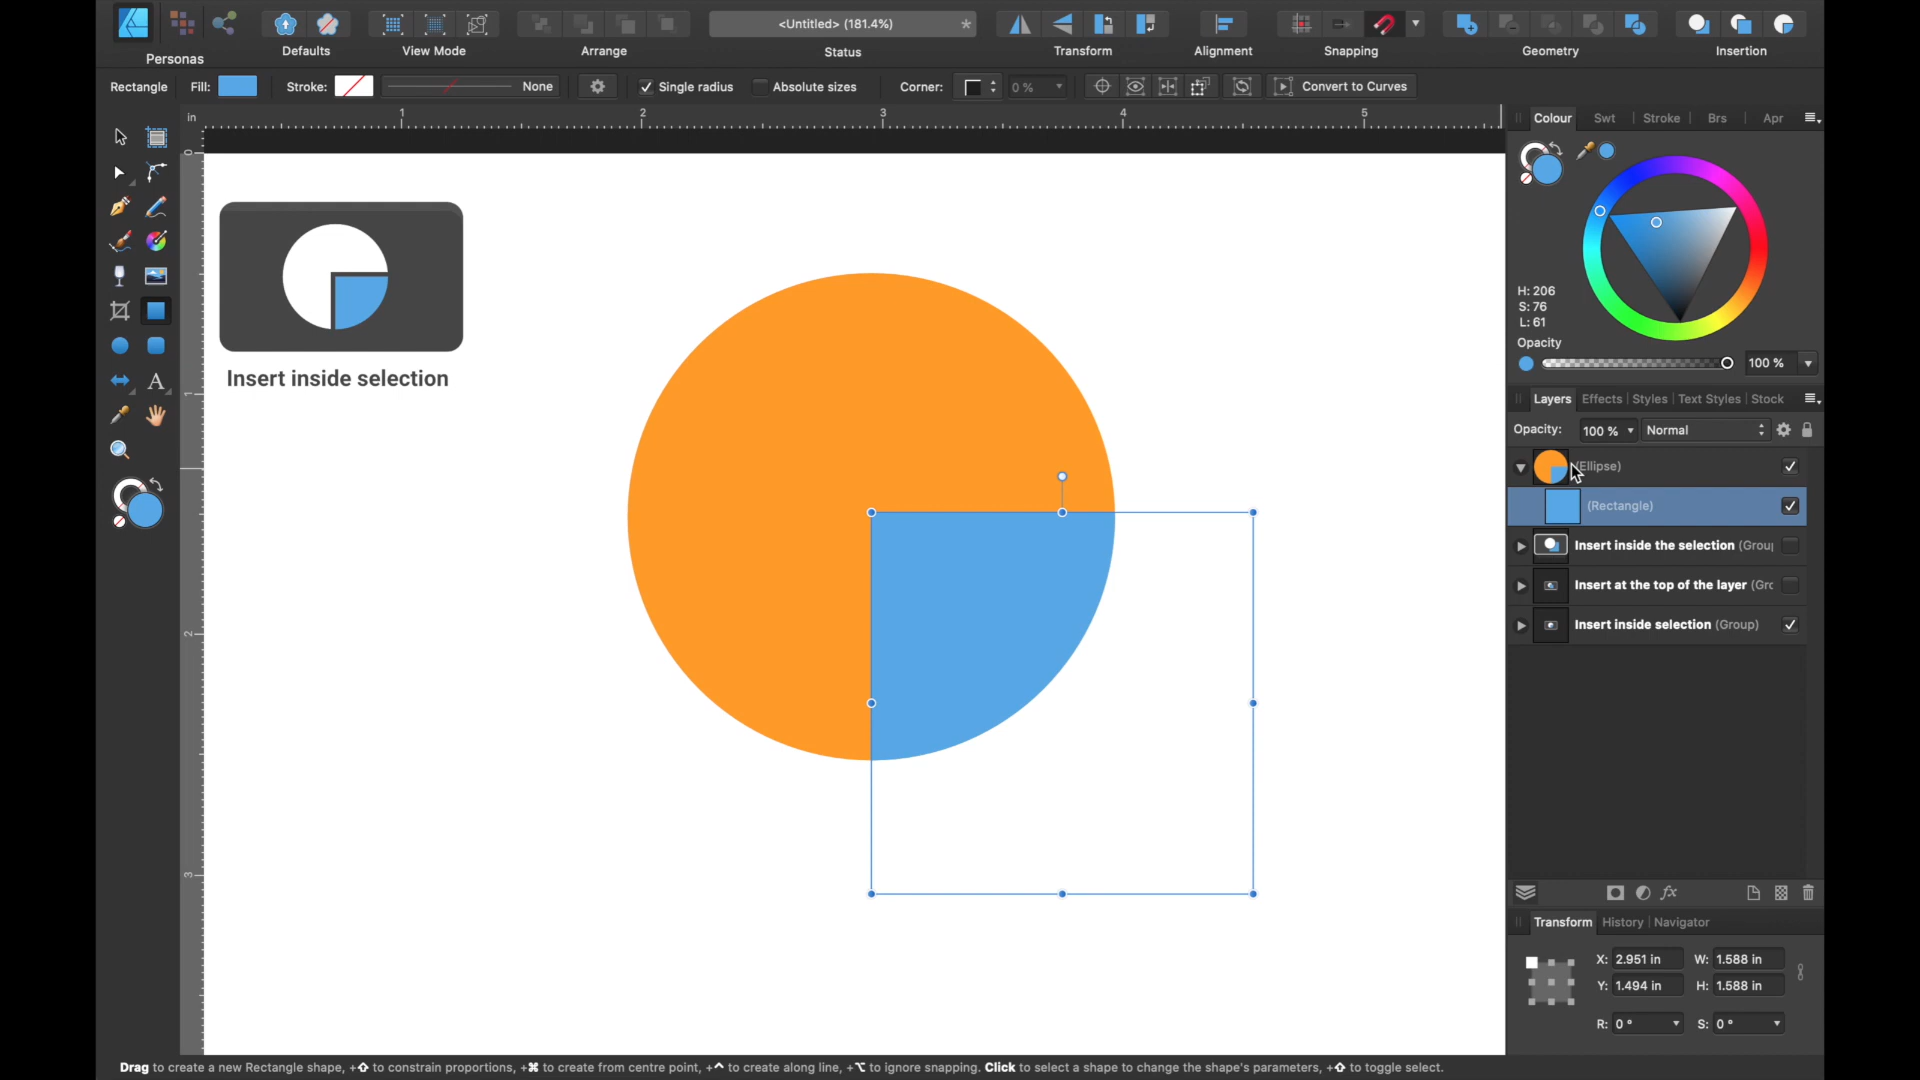 <Untitled> (181.4%)
*
Personas
Defaults
View Mode
Arrange
Status
Transform
Alignment
Snapping
Geometry
Insertion
Rectangle
Fill:
Stroke:
None
Single radius
Absolute sizes
Corner:
0 %
Convert to Curves
in
1
2
3
4
5
0
1
2
3
Insert inside selection
Colour
Swt
Stroke
Brs
Apr
H: 206
S: 76
L: 61
Opacity
100 %
Layers
Effects
Styles
Text Styles
Stock
Opacity:
100 %
Normal
(Ellipse)
(Rectangle)
Insert inside the selection (Grou
Insert at the top of the layer (Grc
Insert inside selection (Group)
fx
Transform
History
Navigator
X: 2.951 in
W: 1.588 in
Y: 1.494 in
H: 1.588 in
R: 0 °
S: 0 °
Drag to create a new Rectangle shape, +⇧ to constrain proportions, +⌘ to create from centre point, +⌃ to create along line, +⌥ to ignore snapping. Click to select a shape to change the shape's parameters, +⇧ to toggle select.